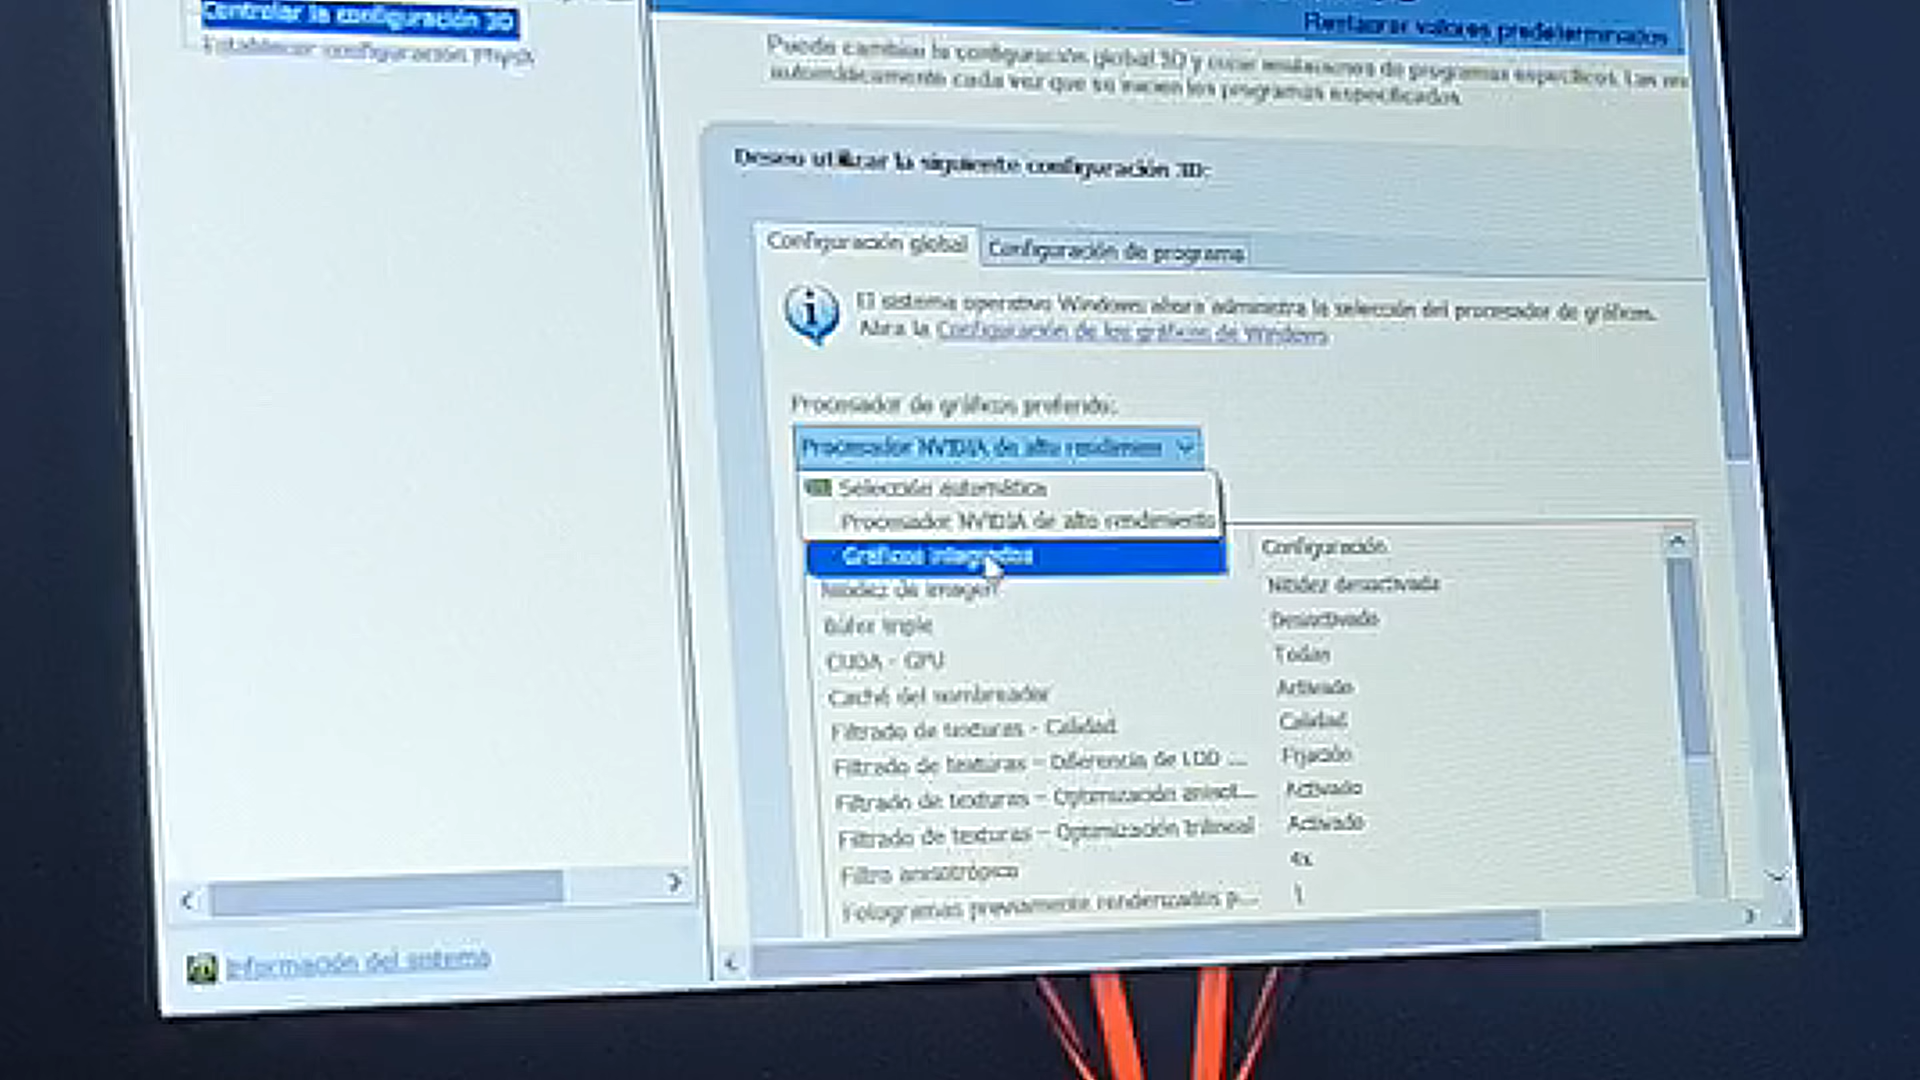 Controlar la configuración 3D
Establecer configuración PhysX
Restaurar valores predeterminados
Puede cambiar la configuración global 3D y crear anulaciones de programas específicos. Las
automáticamente cada vez que se inicien los programas especificados.
Deseo utilizar la siguiente configuración 3D:
Configuración global
Configuración de programa
El sistema operativo Windows ahora administra la selección del procesador de gráficos.
Abra la Configuración de los gráficos de Windows
Procesador de gráficos preferido:
Procesador NVIDIA de alto rendimien
Selección automática
Procesador NVIDIA de alto rendimiento
Gráficos integrados
Configuración
Nitidez de imagen Nitidez desactivada
Búfer triple Desactivado
CUDA - GPU Todas
Caché del sombreador Activado
Filtrado de texturas - Calidad Calidad
Filtrado de texturas - Diferencia de LOD ... Fijación
Filtrado de texturas - Optimización anisot... Activado
Filtrado de texturas - Optimización trilineal Activado
Filtro anisotrópico 4x
Fotogramas previamente renderizados p... 1
Información del sistema